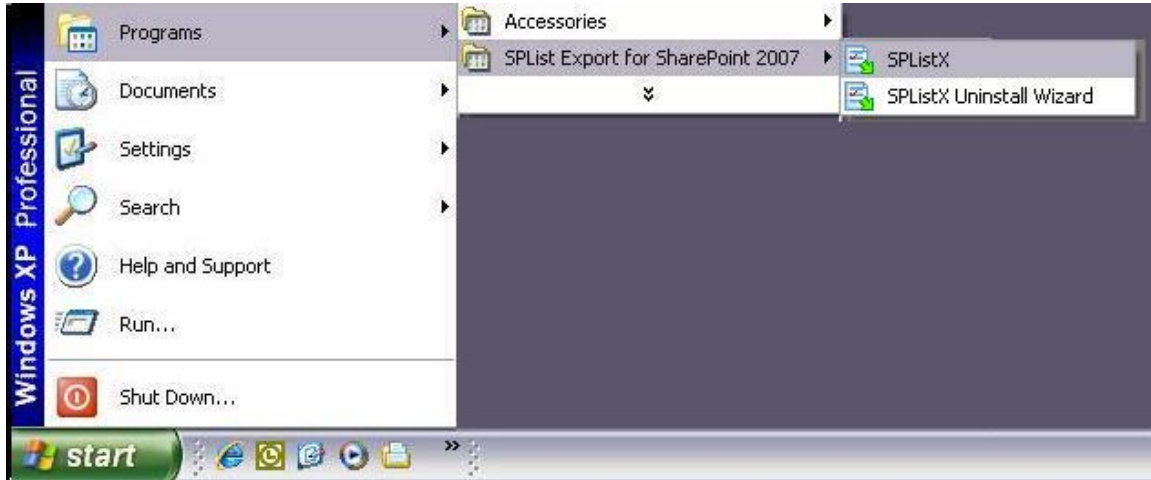 Programs
Documents
Settings
Search
Help and Support
Run...
Shut Down...
Windows XP Professional
Accessories
SPList Export for SharePoint 2007
SPListX
SPListX Uninstall Wizard
start